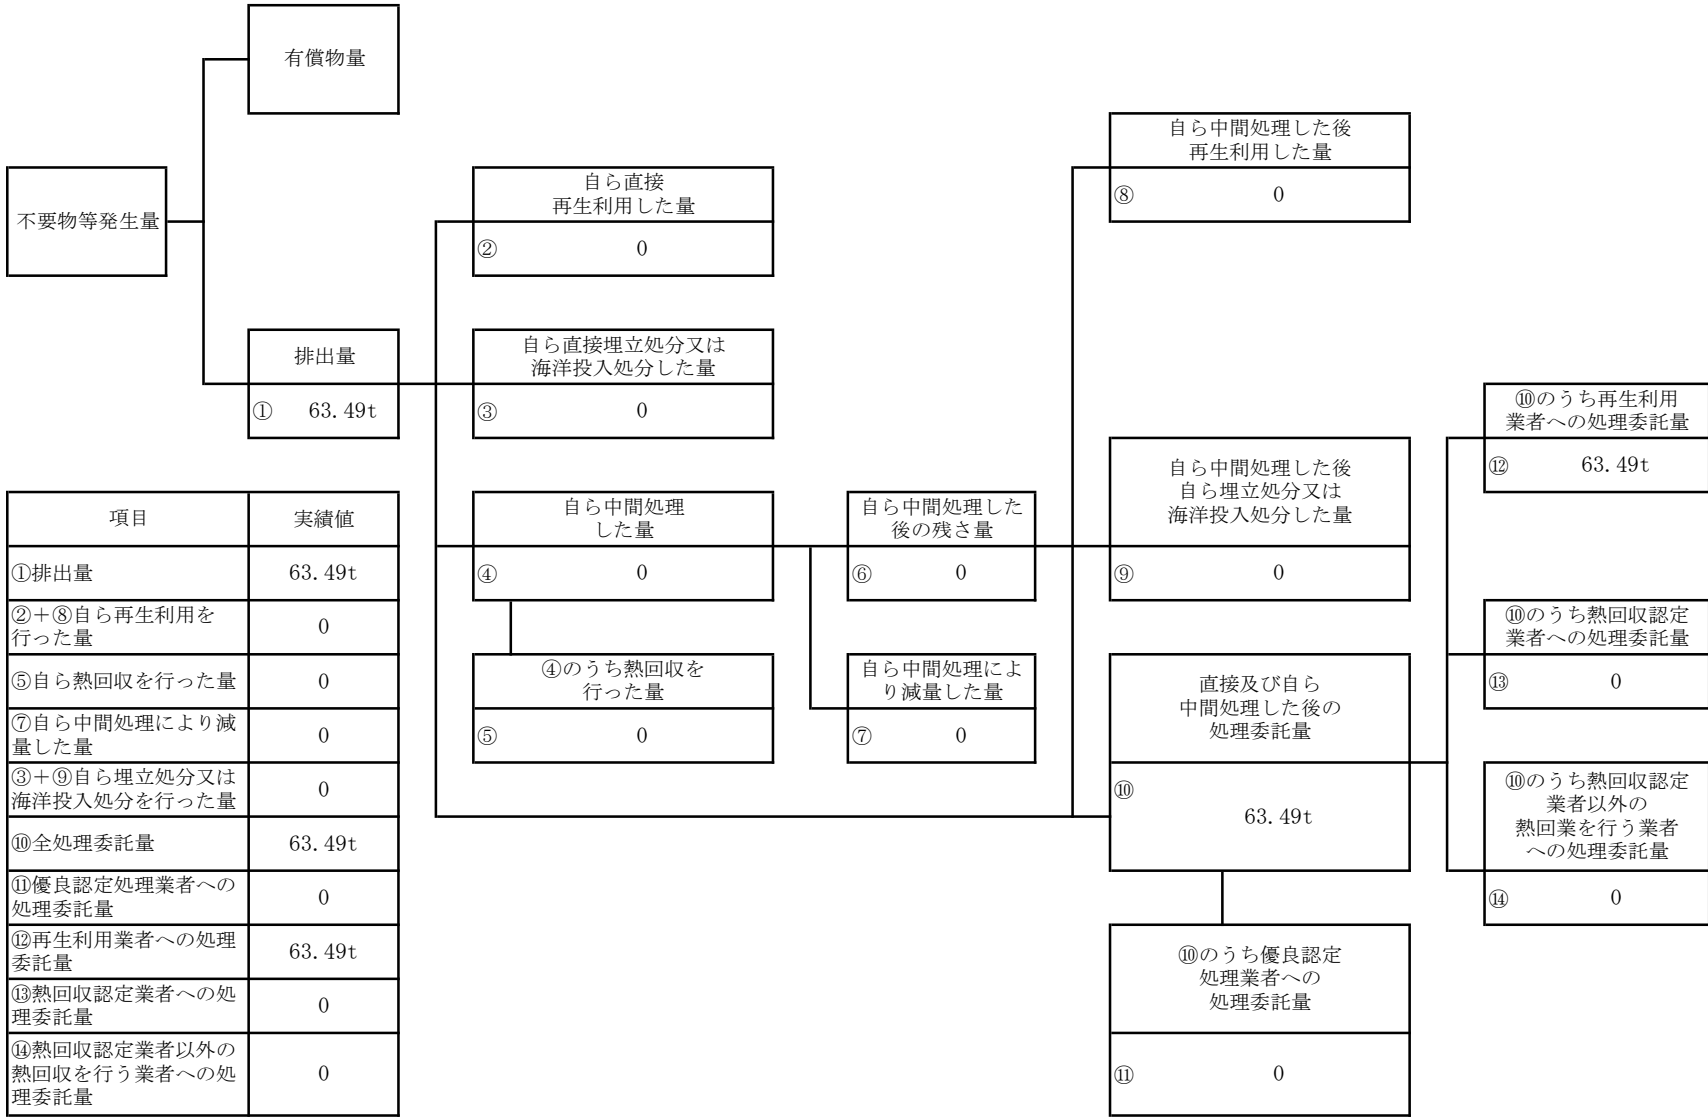 有償物量
不要物等発生量
排出量
① 63.49t
自ら直接
再生利用した量
② 0
自ら直接埋立処分又は
海洋投入処分した量
③ 0
自ら中間処理
した量
④ 0
④のうち熱回収を
行った量
⑤ 0
自ら中間処理した
後の残さ量
⑥ 0
自ら中間処理によ
り減量した量
⑦ 0
自ら中間処理した後
再生利用した量
⑧ 0
自ら中間処理した後
自ら埋立処分又は
海洋投入処分した量
⑨ 0
直接及び自ら
中間処理した後の
処理委託量
⑩
63.49t
⑩のうち優良認定
処理業者への
処理委託量
⑪ 0
⑩のうち再生利用
業者への処理委託量
⑫ 63.49t
⑩のうち熱回収認定
業者への処理委託量
⑬ 0
⑩のうち熱回収認定
業者以外の
熱回業を行う業者
への処理委託量
⑭ 0
項目 実績値
①排出量 63.49t
②＋⑧自ら再生利用を
行った量 0
⑤自ら熱回収を行った量 0
⑦自ら中間処理により減
量した量 0
③＋⑨自ら埋立処分又は
海洋投入処分を行った量 0
⑩全処理委託量 63.49t
⑪優良認定処理業者への
処理委託量 0
⑫再生利用業者への処理
委託量 63.49t
⑬熱回収認定業者への処
理委託量 0
⑭熱回収認定業者以外の
熱回収を行う業者への処
理委託量 0